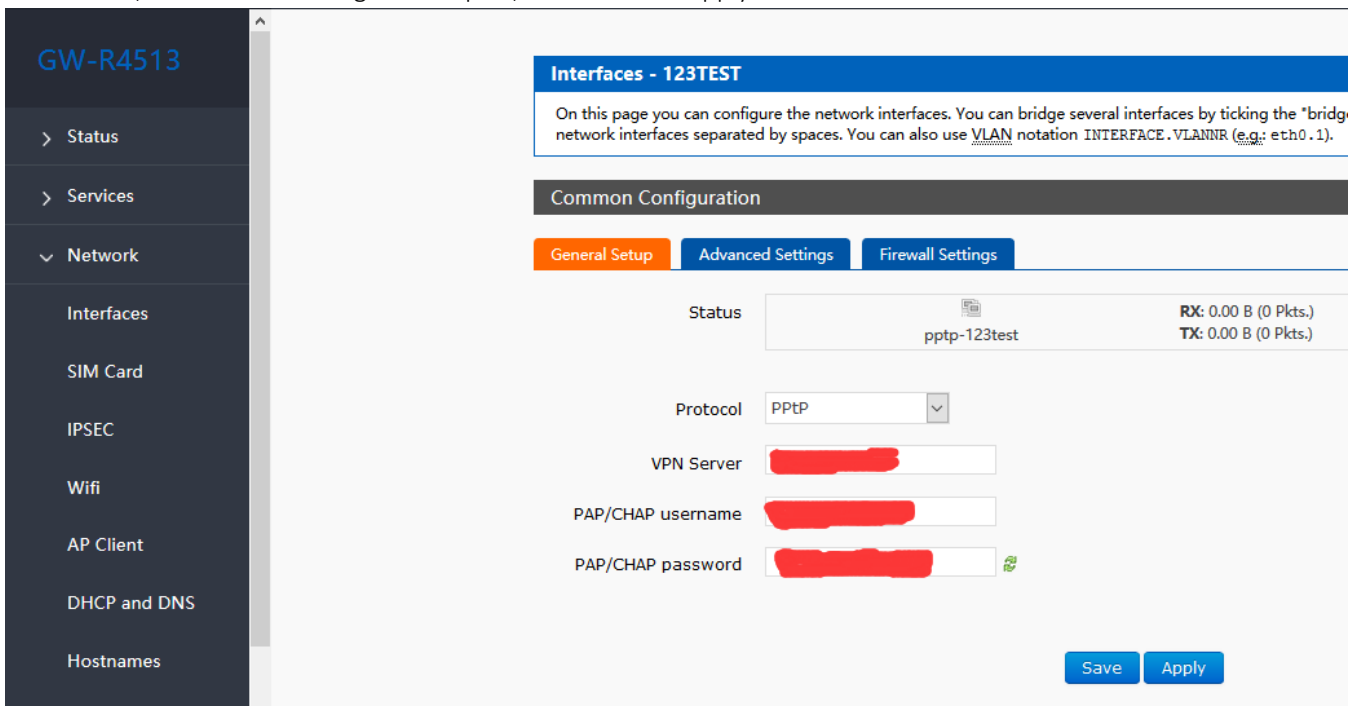 GW-R4513
Status
Services
Network
Interfaces
SIM Card
IPSEC
Wifi
AP Client
DHCP and DNS
Hostnames
Interfaces - 123TEST
On this page you can configure the network interfaces. You can bridge several interfaces by ticking the "bridge
network interfaces separated by spaces. You can also use VLAN notation INTERFACE.VLANNR (e.g.: eth0.1).
Common Configuration
General Setup Advanced Settings Firewall Settings
Status
pptp-123test
RX: 0.00 B (0 Pkts.)
TX: 0.00 B (0 Pkts.)
Protocol PPtP
VPN Server
PAP/CHAP username
PAP/CHAP password
Save Apply